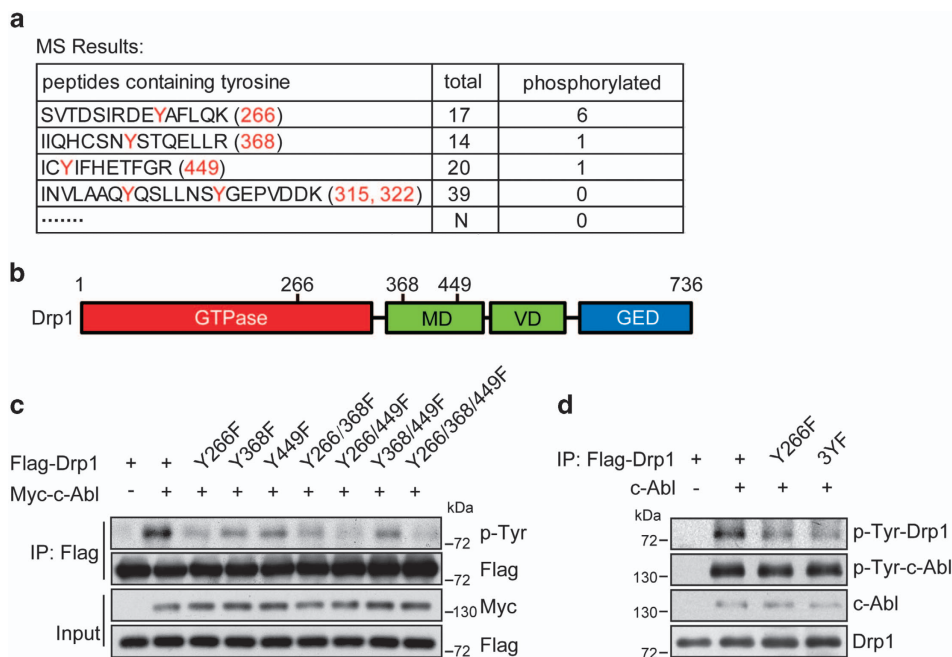 a
MS Results:
peptides containing tyrosine total phosphorylated
SVTDSIRDEYAFLQK (266) 17 6
IIQHCSNYSTQELLR (368) 14 1
ICYIFHETFGR (449) 20 1
INVLAAQYQSLLNSYGEPVDDK (315, 322) 39 0
....... N 0
b
1 266 368 449 736
Drp1 GTPase MD VD GED
c
Y266F Y368F Y449F Y266/368F Y266/449F Y368/449F Y266/368/449F
Flag-Drp1 + +
Myc-c-Abl - + + + + + + + +
kDa
IP: Flag
–72 p-Tyr
–72 Flag
Input
–130 Myc
–72 Flag
d
Y266F 3YF
IP: Flag-Drp1 + +
c-Abl - + + +
kDa
72– p-Tyr-Drp1
130– p-Tyr-c-Abl
130– c-Abl
72– Drp1